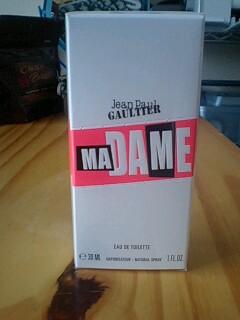 Jean Paul
GAULTIER
MADAME
EAU DE TOILETTE
℮ 30 ML VAPORISATEUR - NATURAL SPRAY 1 FL.OZ.